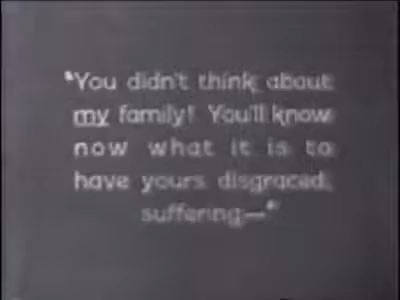 "You didn't think about
my family! You'll know
now what it is to
have yours disgraced,
suffering—"